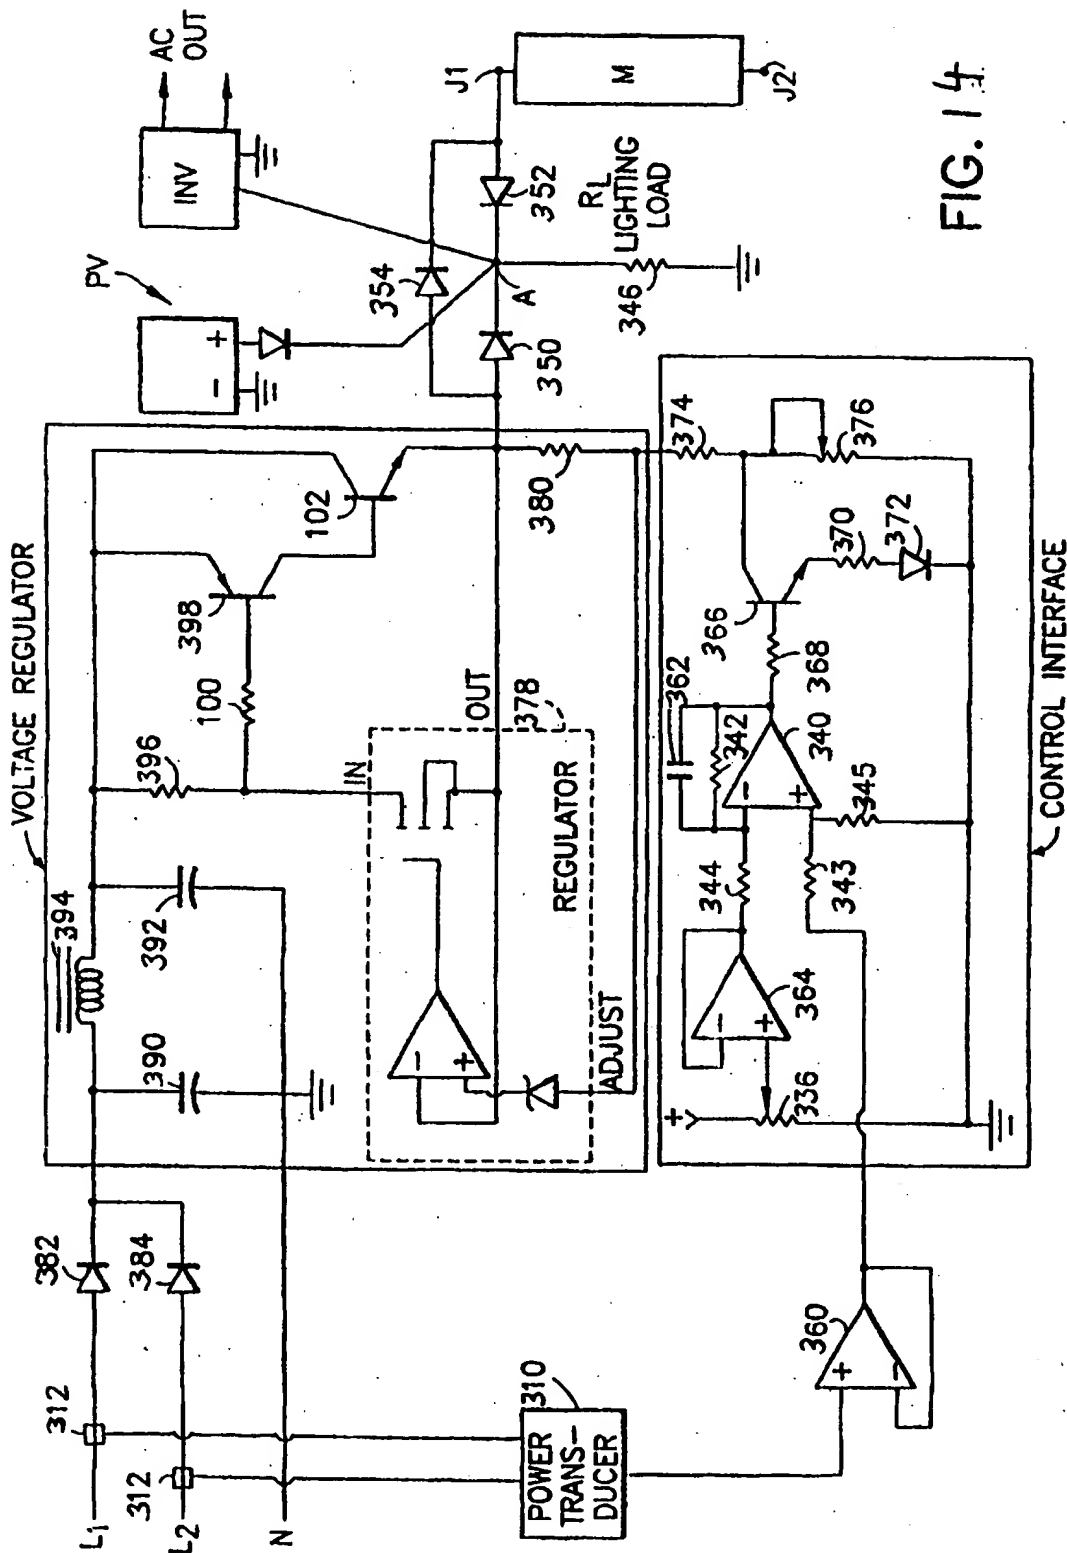 VOLTAGE REGULATOR
AC
OUT
INV
PV
+
-
394
382
384
390
392
396
100
398
102
354
352
350
A
J1
M
J2
RL
LIGHTING
LOAD
346
312
312
L1
L2
N
IN
OUT
378
REGULATOR
-
+
ADJUST
380
374
376
372
370
366
368
362
342
340
-
+
345
344
343
364
-
+
336
+
360
+
-
310
POWER
TRANS-
DUCER
CONTROL INTERFACE
FIG. 14